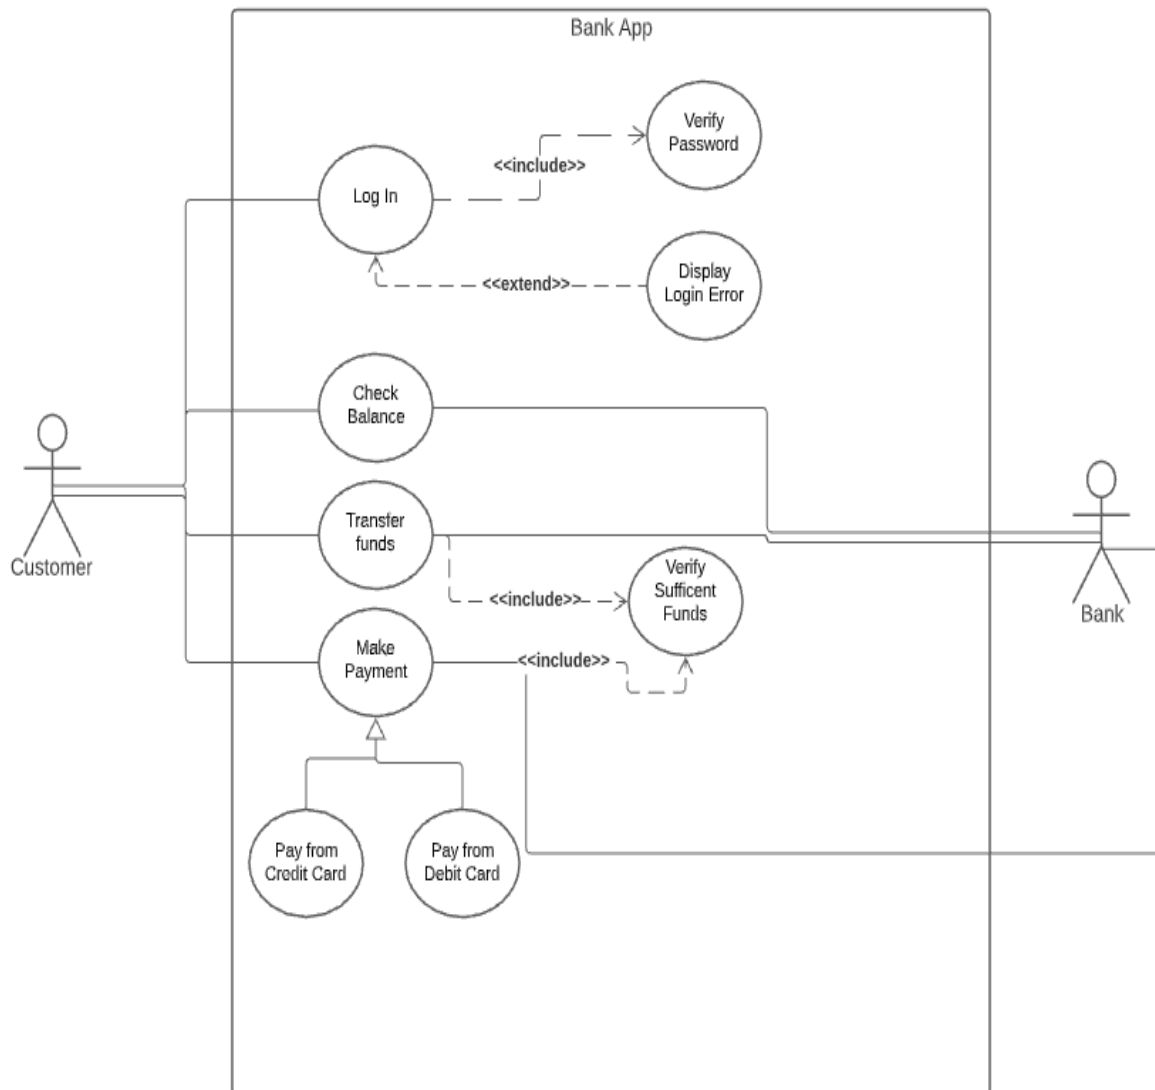 Bank App
Verify
Password
<<include>>
Log In
Display
Login Error
<<extend>>
Check
Balance
Customer
Transfer
funds
Verify
Sufficent
Funds
<<include>>
Bank
Make
Payment
<<include>>
Pay from
Credit Card
Pay from
Debit Card